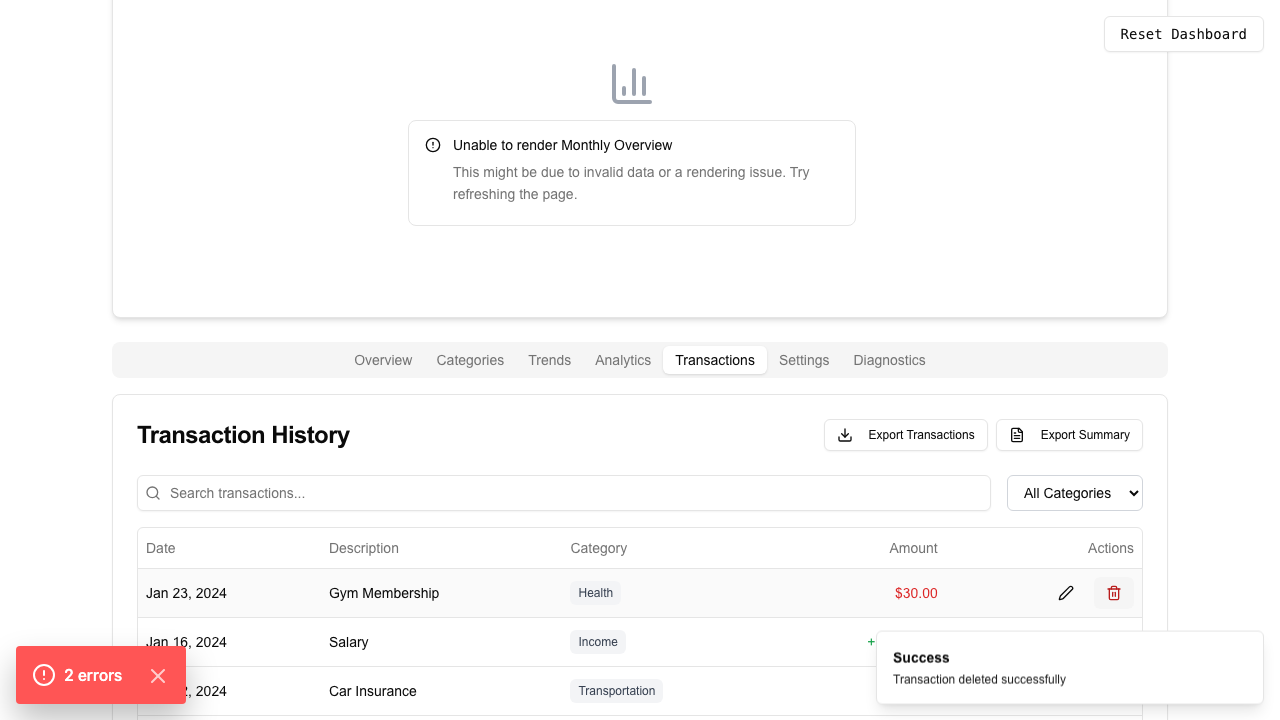 Reset Dashboard
Unable to render Monthly Overview
This might be due to invalid data or a rendering issue. Try
refreshing the page.
Overview Categories Trends Analytics Transactions Settings Diagnostics
Transaction History
Export Transactions Export Summary
Search transactions... All Categories
Date Description Category Amount Actions
Jan 23, 2024 Gym Membership Health $30.00
Jan 16, 2024 Salary Income +
2, 2024 Car Insurance Transportation
2 errors
Success
Transaction deleted successfully